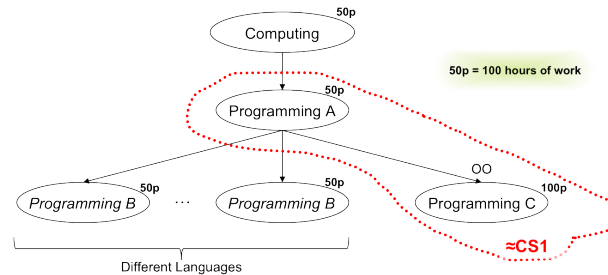 50p
Computing
50p = 100 hours of work
50p
Programming A
OO
50p
Programming B
...
50p
Programming B
100p
Programming C
≈CS1
Different Languages